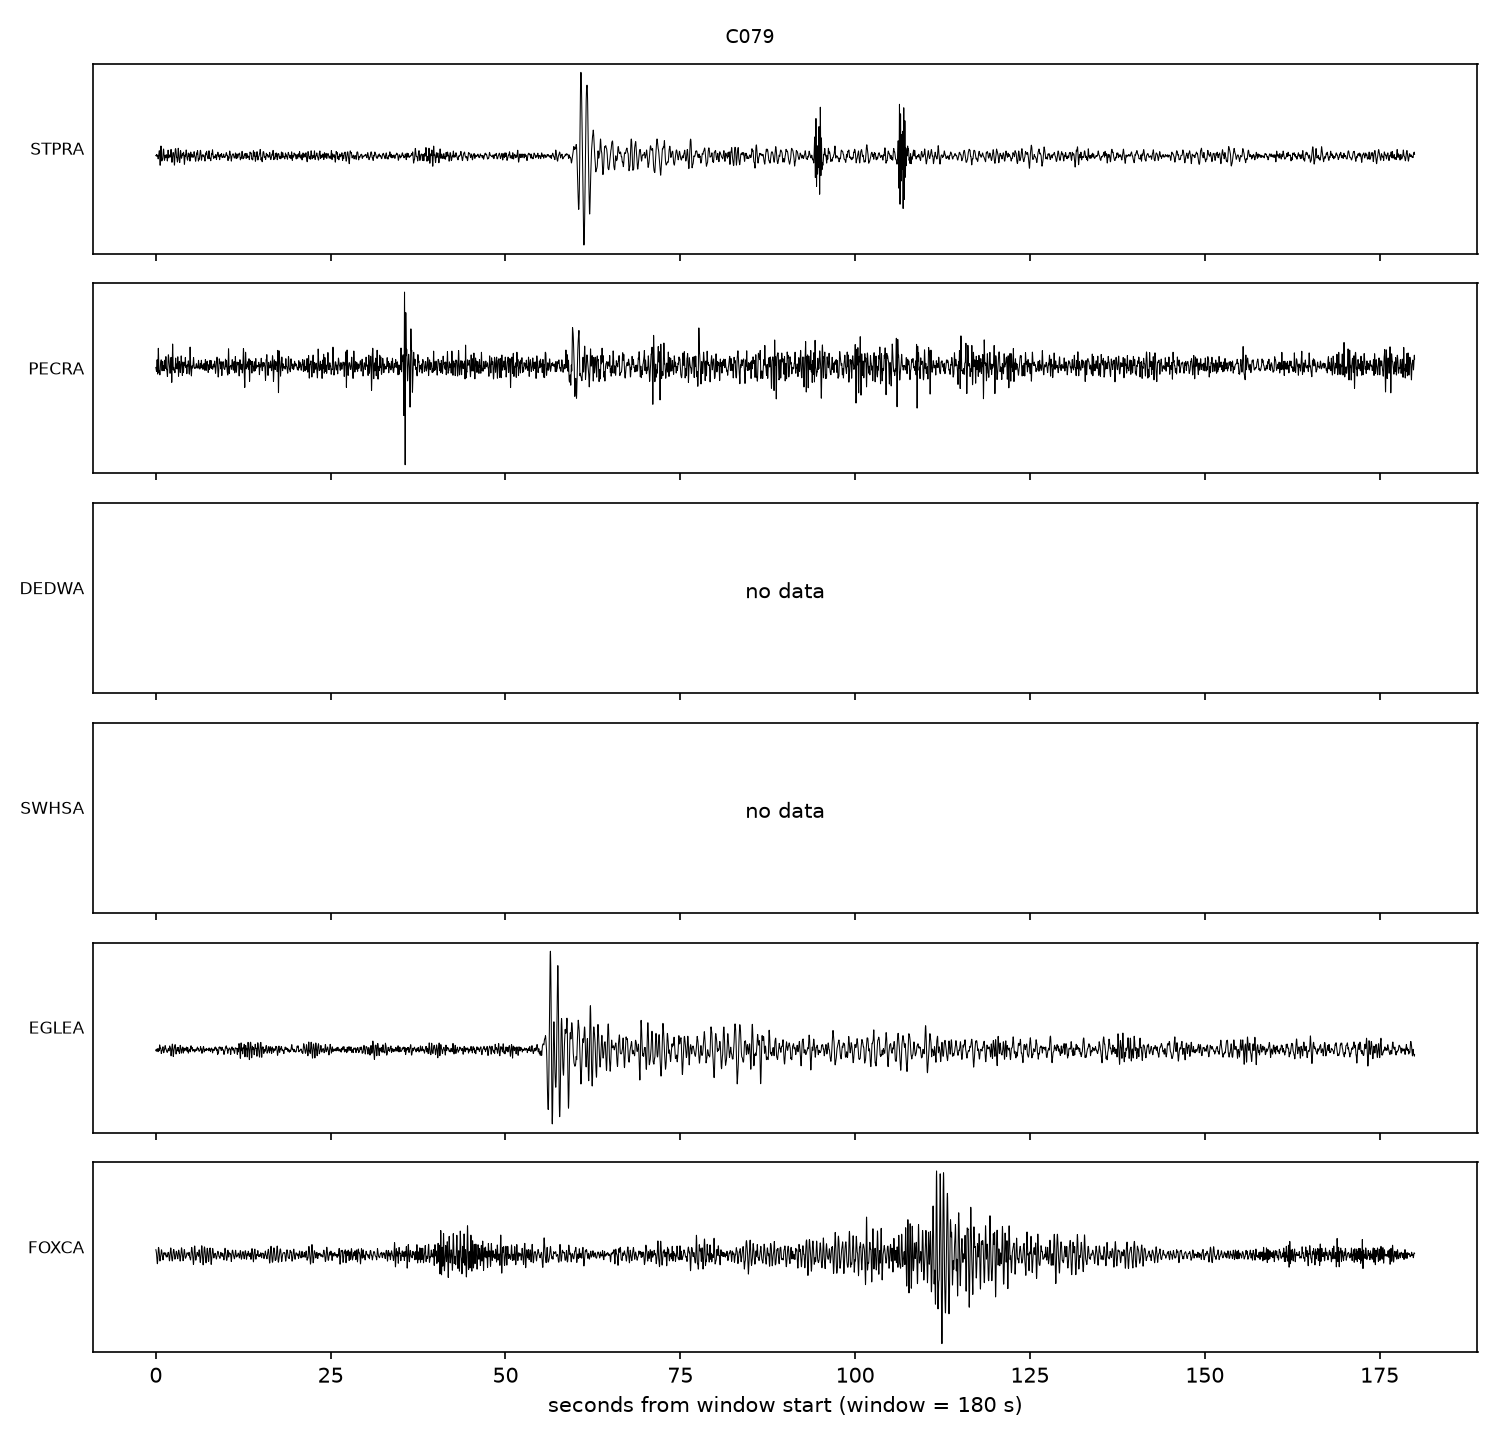 C079
STPRA
PECRA
DEDWA
no data
SWHSA
no data
EGLEA
FOXCA
0 25 50 75 100 125 150 175
seconds from window start (window = 180 s)